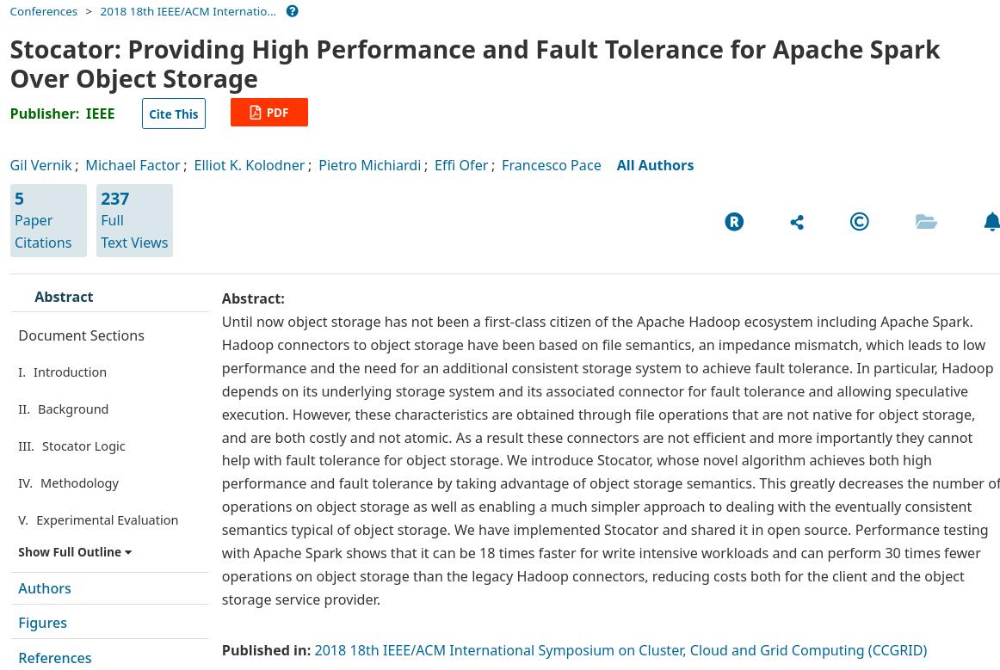 Conferences > 2018 18th IEEE/ACM Internatio... ?
Stocator: Providing High Performance and Fault Tolerance for Apache Spark
Over Object Storage
Publisher: IEEE Cite This PDF
Gil Vernik ; Michael Factor ; Elliot K. Kolodner ; Pietro Michiardi ; Effi Ofer ; Francesco Pace All Authors
5
Paper
Citations
237
Full
Text Views
R ©
Abstract
Document Sections
I. Introduction
II. Background
III. Stocator Logic
IV. Methodology
V. Experimental Evaluation
Show Full Outline
Authors
Figures
References
Abstract:
Until now object storage has not been a first-class citizen of the Apache Hadoop ecosystem including Apache Spark.
Hadoop connectors to object storage have been based on file semantics, an impedance mismatch, which leads to low
performance and the need for an additional consistent storage system to achieve fault tolerance. In particular, Hadoop
depends on its underlying storage system and its associated connector for fault tolerance and allowing speculative
execution. However, these characteristics are obtained through file operations that are not native for object storage,
and are both costly and not atomic. As a result these connectors are not efficient and more importantly they cannot
help with fault tolerance for object storage. We introduce Stocator, whose novel algorithm achieves both high
performance and fault tolerance by taking advantage of object storage semantics. This greatly decreases the number of
operations on object storage as well as enabling a much simpler approach to dealing with the eventually consistent
semantics typical of object storage. We have implemented Stocator and shared it in open source. Performance testing
with Apache Spark shows that it can be 18 times faster for write intensive workloads and can perform 30 times fewer
operations on object storage than the legacy Hadoop connectors, reducing costs both for the client and the object
storage service provider.
Published in: 2018 18th IEEE/ACM International Symposium on Cluster, Cloud and Grid Computing (CCGRID)